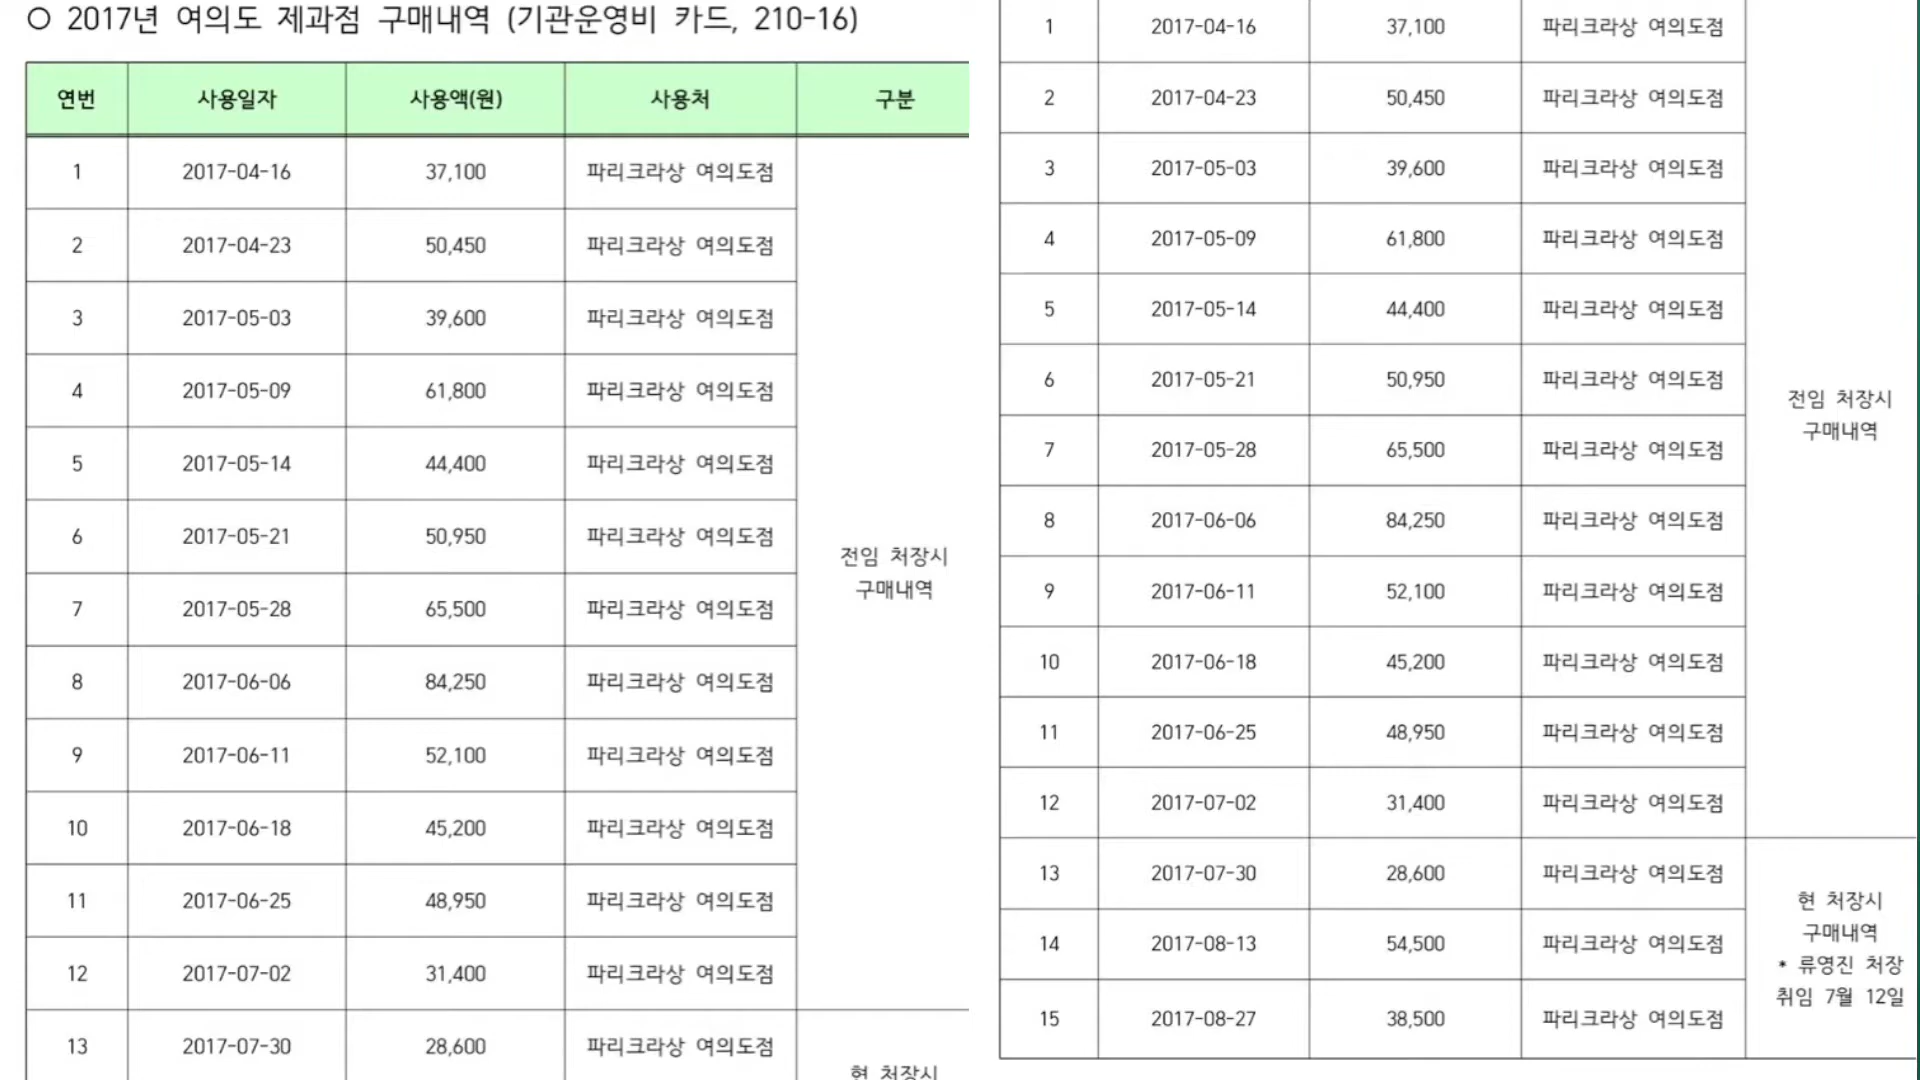 ○ 2017년 여의도 제과점 구매내역 (기관운영비 카드, 210-16)
연번 사용일자 사용액(원) 사용처 구분
1 2017-04-16 37,100 파리크라상 여의도점
2 2017-04-23 50,450 파리크라상 여의도점
3 2017-05-03 39,600 파리크라상 여의도점
4 2017-05-09 61,800 파리크라상 여의도점
5 2017-05-14 44,400 파리크라상 여의도점
6 2017-05-21 50,950 파리크라상 여의도점
전임 처장시
구매내역
7 2017-05-28 65,500 파리크라상 여의도점
8 2017-06-06 84,250 파리크라상 여의도점
9 2017-06-11 52,100 파리크라상 여의도점
10 2017-06-18 45,200 파리크라상 여의도점
11 2017-06-25 48,950 파리크라상 여의도점
12 2017-07-02 31,400 파리크라상 여의도점
13 2017-07-30 28,600 파리크라상 여의도점
현 처장시
1 2017-04-16 37,100 파리크라상 여의도점
2 2017-04-23 50,450 파리크라상 여의도점
3 2017-05-03 39,600 파리크라상 여의도점
4 2017-05-09 61,800 파리크라상 여의도점
5 2017-05-14 44,400 파리크라상 여의도점
6 2017-05-21 50,950 파리크라상 여의도점
전임 처장시
구매내역
7 2017-05-28 65,500 파리크라상 여의도점
8 2017-06-06 84,250 파리크라상 여의도점
9 2017-06-11 52,100 파리크라상 여의도점
10 2017-06-18 45,200 파리크라상 여의도점
11 2017-06-25 48,950 파리크라상 여의도점
12 2017-07-02 31,400 파리크라상 여의도점
13 2017-07-30 28,600 파리크라상 여의도점
현 처장시
구매내역
14 2017-08-13 54,500 파리크라상 여의도점
* 류영진 처장
취임 7월 12일
15 2017-08-27 38,500 파리크라상 여의도점